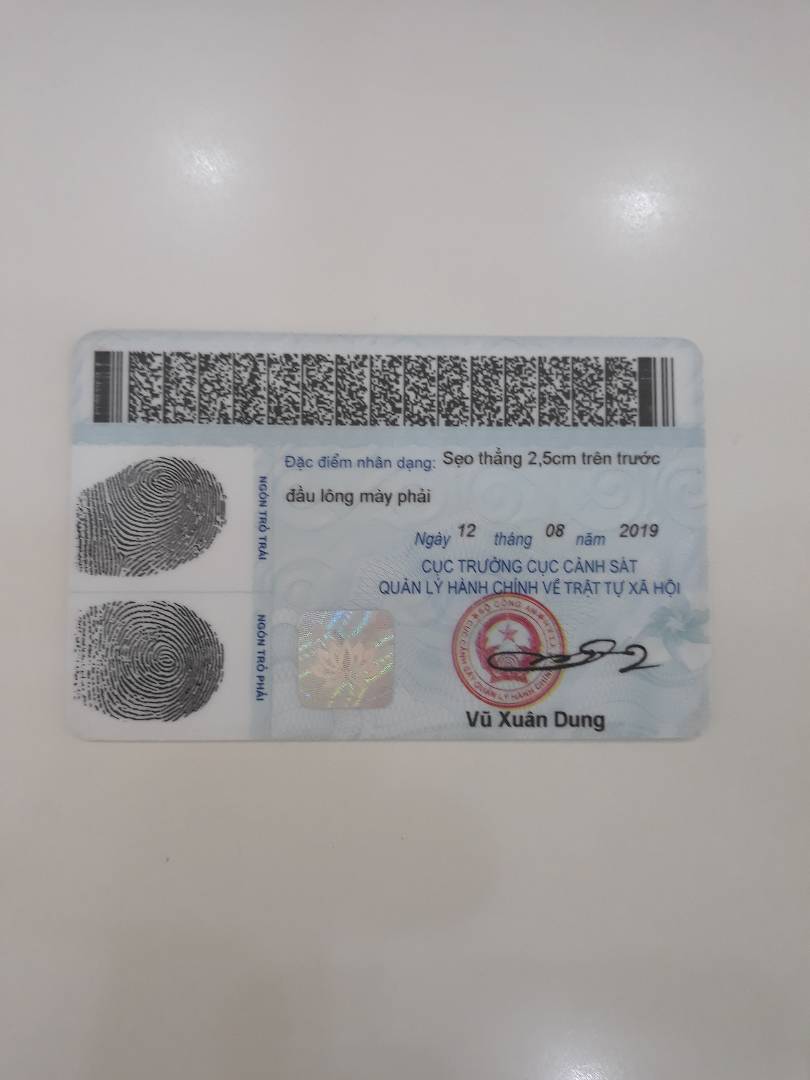 Đặc điểm nhân dạng: Sẹo thẳng 2,5cm trên trước
đầu lông mày phải
Ngày 12 tháng 08 năm 2019
CỤC TRƯỞNG CỤC CẢNH SÁT
QUẢN LÝ HÀNH CHÍNH VỀ TRẬT TỰ XÃ HỘI
NGÓN TRỎ TRÁI
NGÓN TRỎ PHẢI
BỘ CÔNG AN
CỤC CẢNH SÁT QUẢN LÝ HÀNH CHÍNH
Vũ Xuân Dung